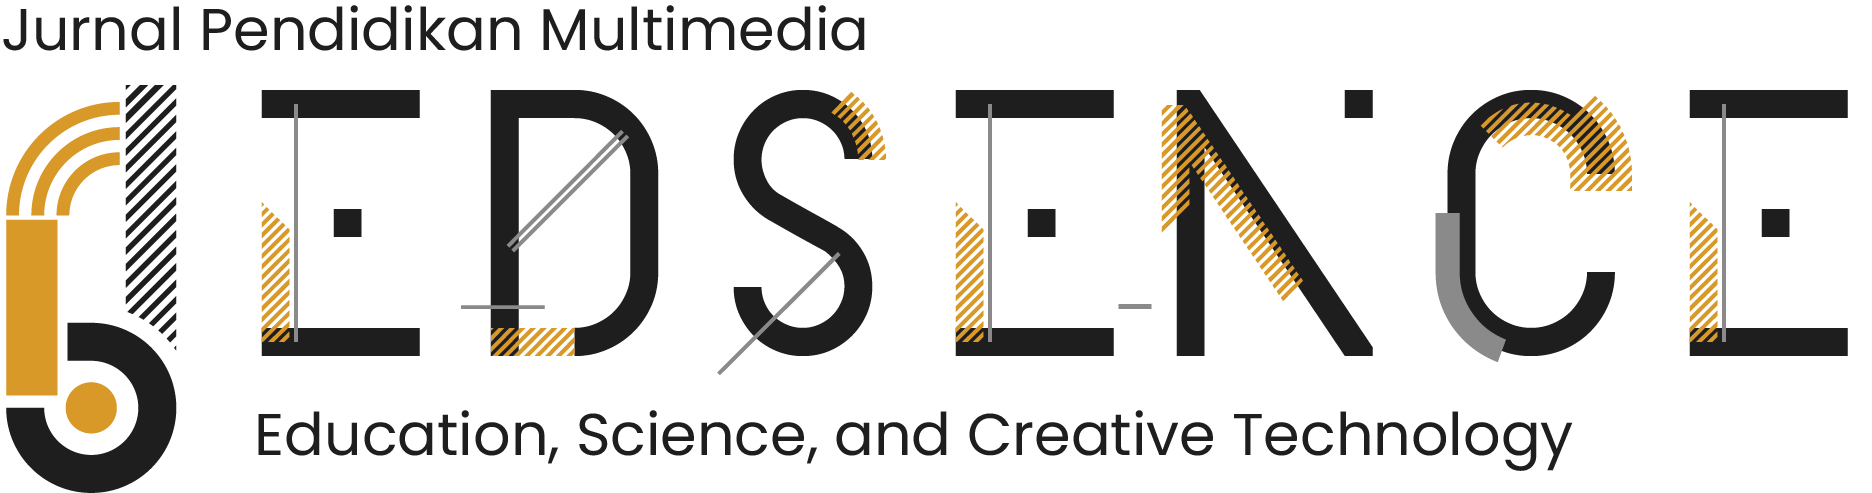 Jurnal Pendidikan Multimedia
EDSENCE
Education, Science, and Creative Technology